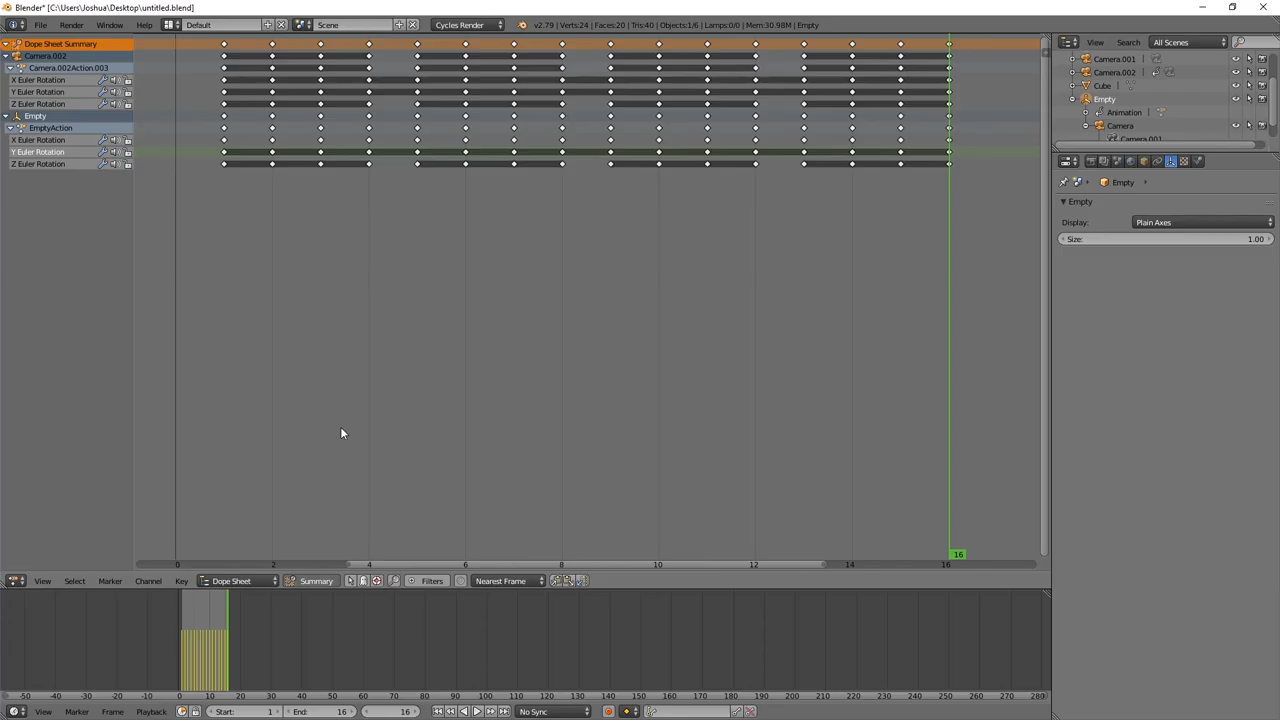 Blender* [C:\Users\Joshua\Desktop\untitled.blend]
File Render Window Help Default Scene Cycles Render v2.79 | Verts:24 | Faces:20 | Tris:40 | Objects:1/6 | Lamps:0/0 | Mem:30.98M | Empty
Dope Sheet Summary
Camera.002
Camera.002Action.003
X Euler Rotation
Y Euler Rotation
Z Euler Rotation
Empty
EmptyAction
X Euler Rotation
Y Euler Rotation
Z Euler Rotation
View Search All Scenes
Camera.001
Camera.002
Cube
Empty
Animation
Camera
Camera.001
Empty
Empty
Display: Plain Axes
Size: 1.00
16
0 2 4 6 8 10 12 14 16
View Select Marker Channel Key Dope Sheet Summary Filters Nearest Frame
-50 -40 -30 -20 -10 0 10 20 30 40 50 60 70 80 90 100 110 120 130 140 150 160 170 180 190 200 210 220 230 240 250 260 270 280
View Marker Frame Playback Start: 1 End: 16 16 No Sync